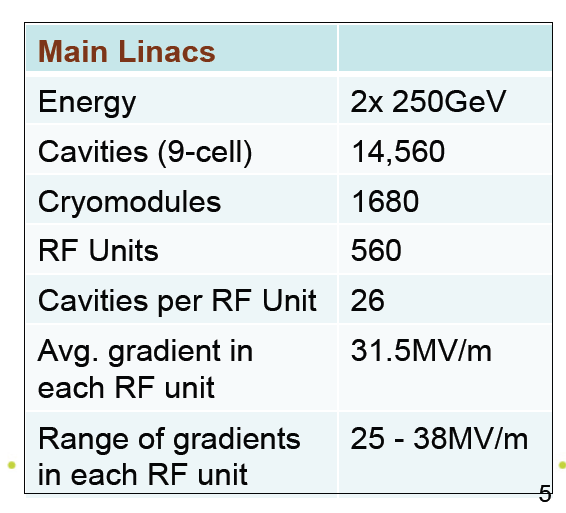 Main Linacs
Energy 2x 250GeV
Cavities (9-cell) 14,560
Cryomodules 1680
RF Units 560
Cavities per RF Unit 26
Avg. gradient in 31.5MV/m
each RF unit
Range of gradients 25 - 38MV/m
in each RF unit
5